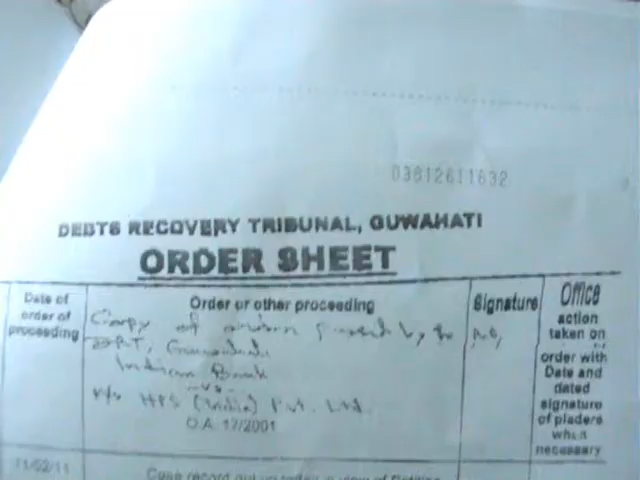 03612611632
DEBTS RECOVERY TRIBUNAL, GUWAHATI
ORDER SHEET
Date of
order of
proceeding
Order or other proceeding
Copy of order passed by the
DRT, Guwahati
Indian Bank
-vs-
M/s HPS (India) Pvt. Ltd.
O.A. 17/2001
Signature
Office
action
taken on
order with
Date and
dated
signature
of pladers
when
necessary
11/02/11
Case record put up today in view of Petition